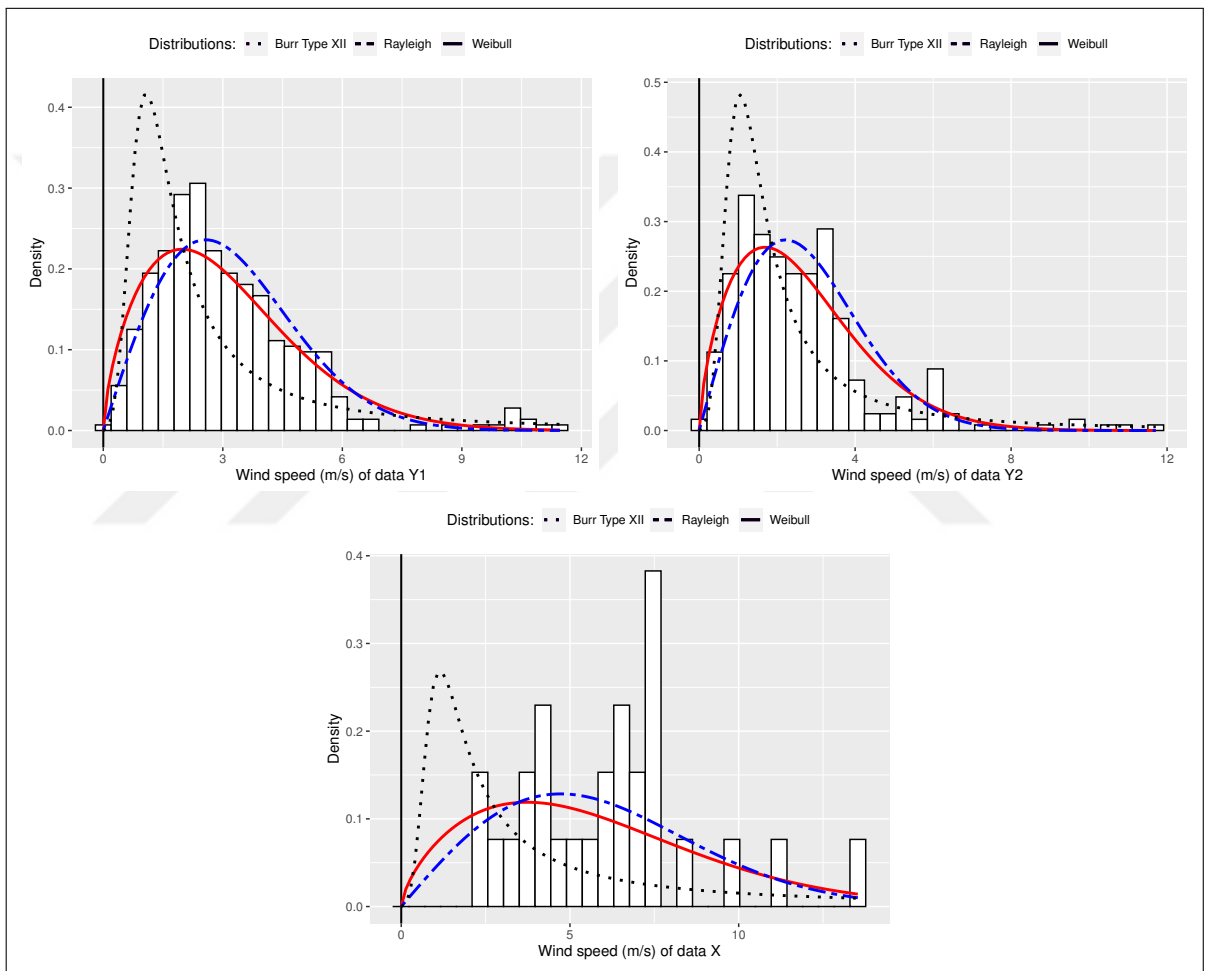 Distributions: Burr Type XII Rayleigh Weibull
Density
0.4
0.3
0.2
0.1
0.0
0 3 6 9 12
Wind speed (m/s) of data Y1
Distributions: Burr Type XII Rayleigh Weibull
Density
0.5
0.4
0.3
0.2
0.1
0.0
0 4 8 12
Wind speed (m/s) of data Y2
Distributions: Burr Type XII Rayleigh Weibull
Density
0.4
0.3
0.2
0.1
0.0
0 5 10
Wind speed (m/s) of data X